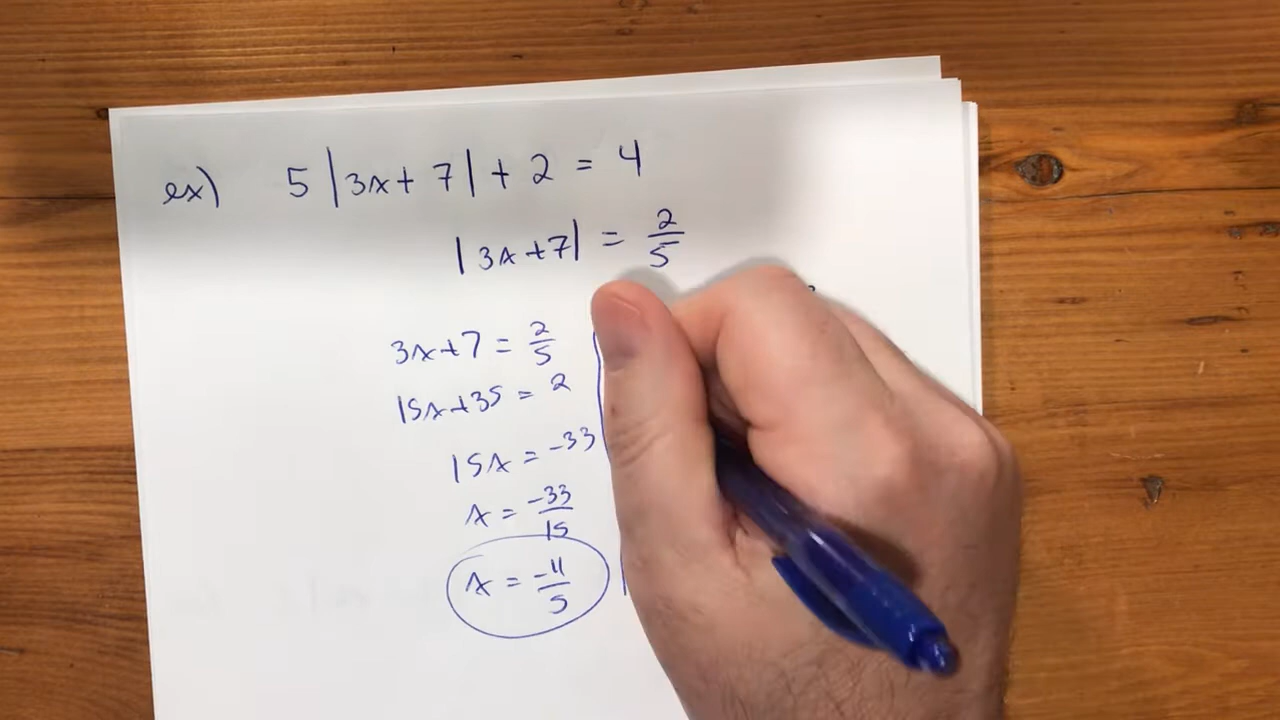 ex) 5 |3x + 7| + 2 = 4
|3x + 7| = 2/5
3x + 7 = 2/5
15x + 35 = 2
15x = -33
x = -33/15
x = -11/5